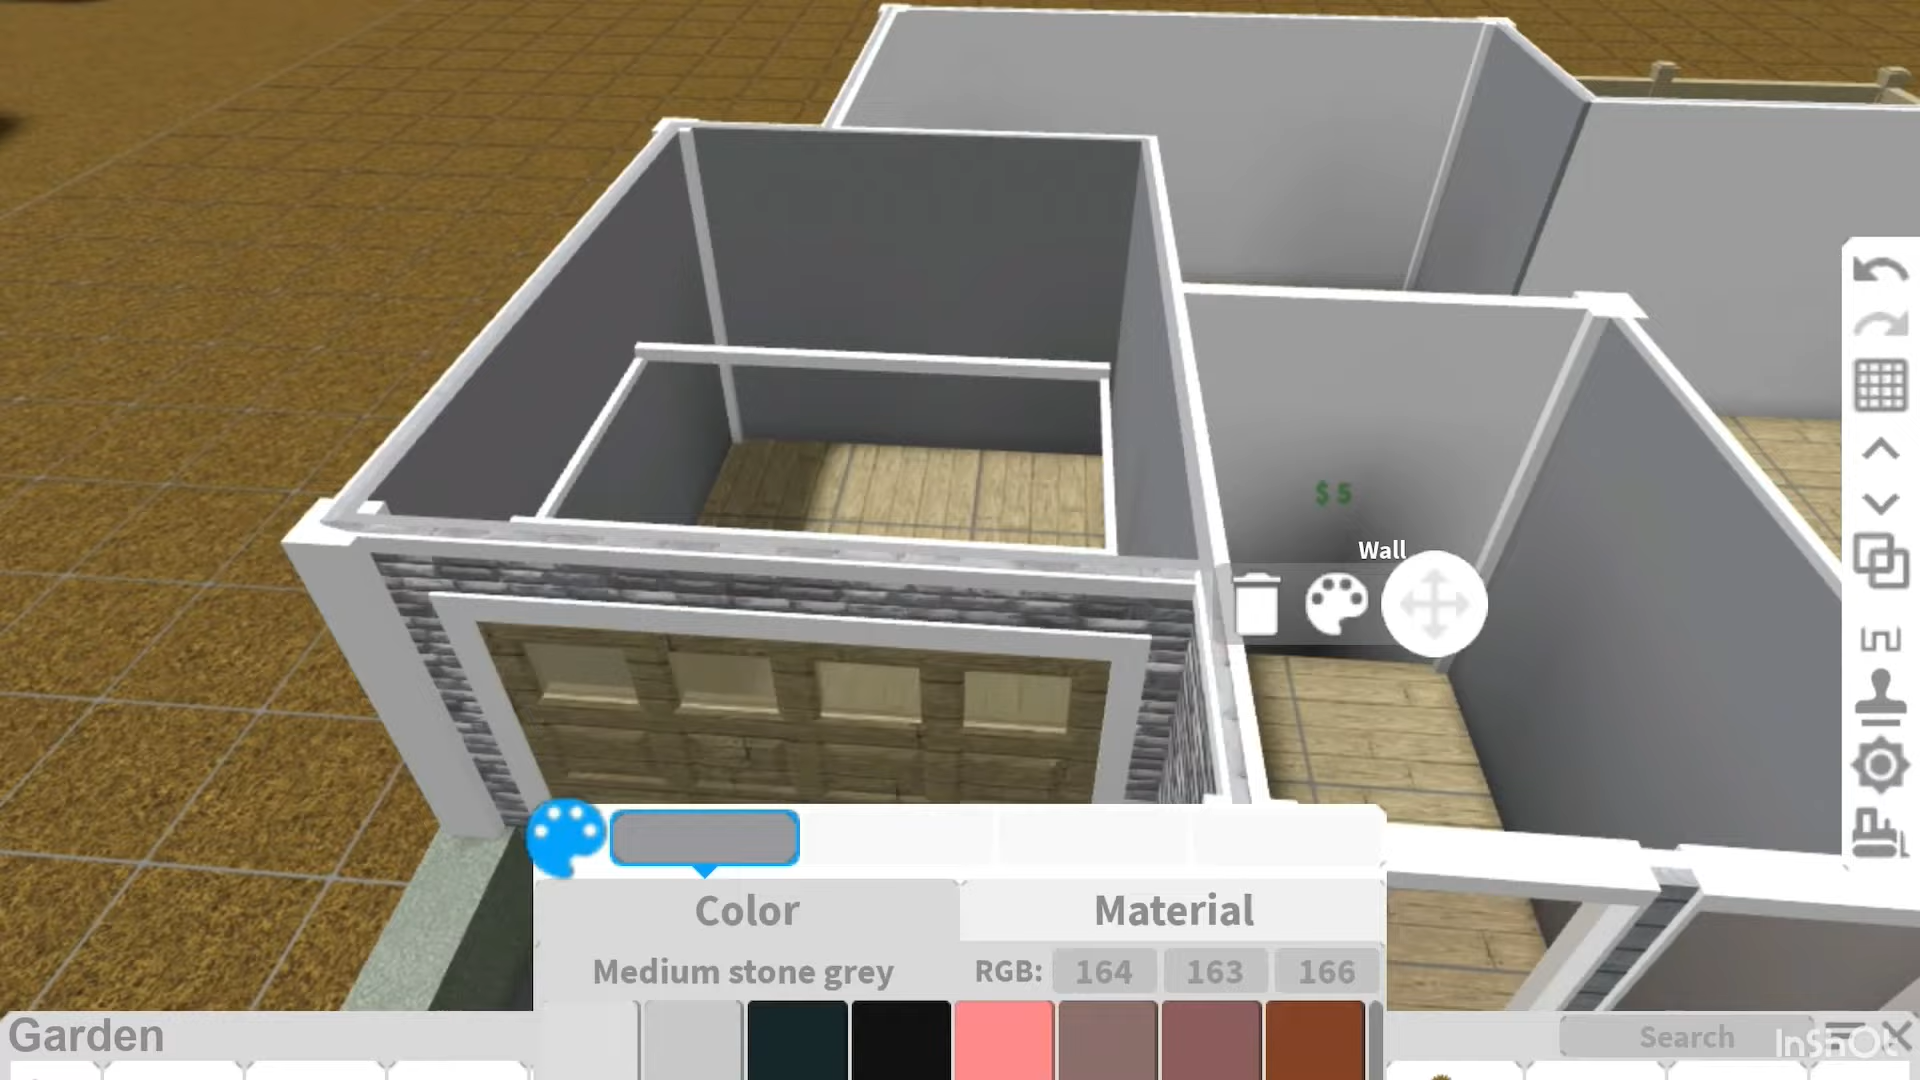 $ 5
Wall
Color
Material
Medium stone grey
RGB: 164 163 166
Garden
Search
InShOt